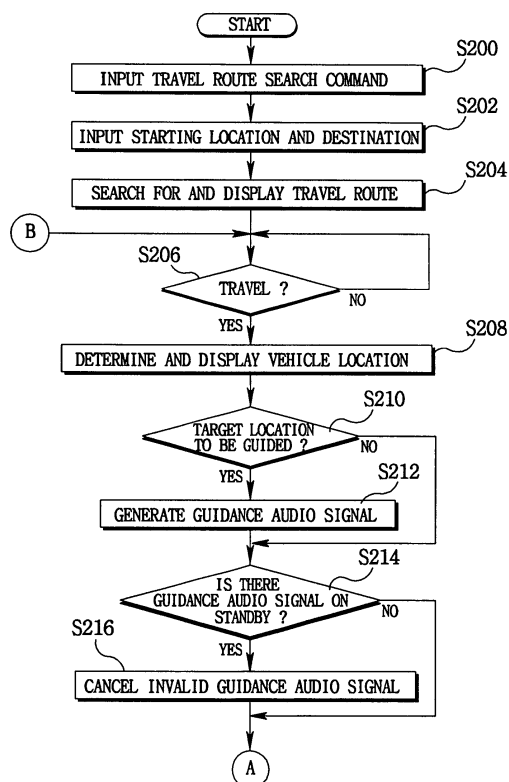 START
S200
INPUT TRAVEL ROUTE SEARCH COMMAND
S202
INPUT STARTING LOCATION AND DESTINATION
S204
SEARCH FOR AND DISPLAY TRAVEL ROUTE
B
S206
TRAVEL ?
NO
YES
S208
DETERMINE AND DISPLAY VEHICLE LOCATION
S210
TARGET LOCATION
TO BE GUIDED ?
NO
YES
S212
GENERATE GUIDANCE AUDIO SIGNAL
S214
IS THERE
GUIDANCE AUDIO SIGNAL ON
STANDBY ?
NO
YES
S216
CANCEL INVALID GUIDANCE AUDIO SIGNAL
A